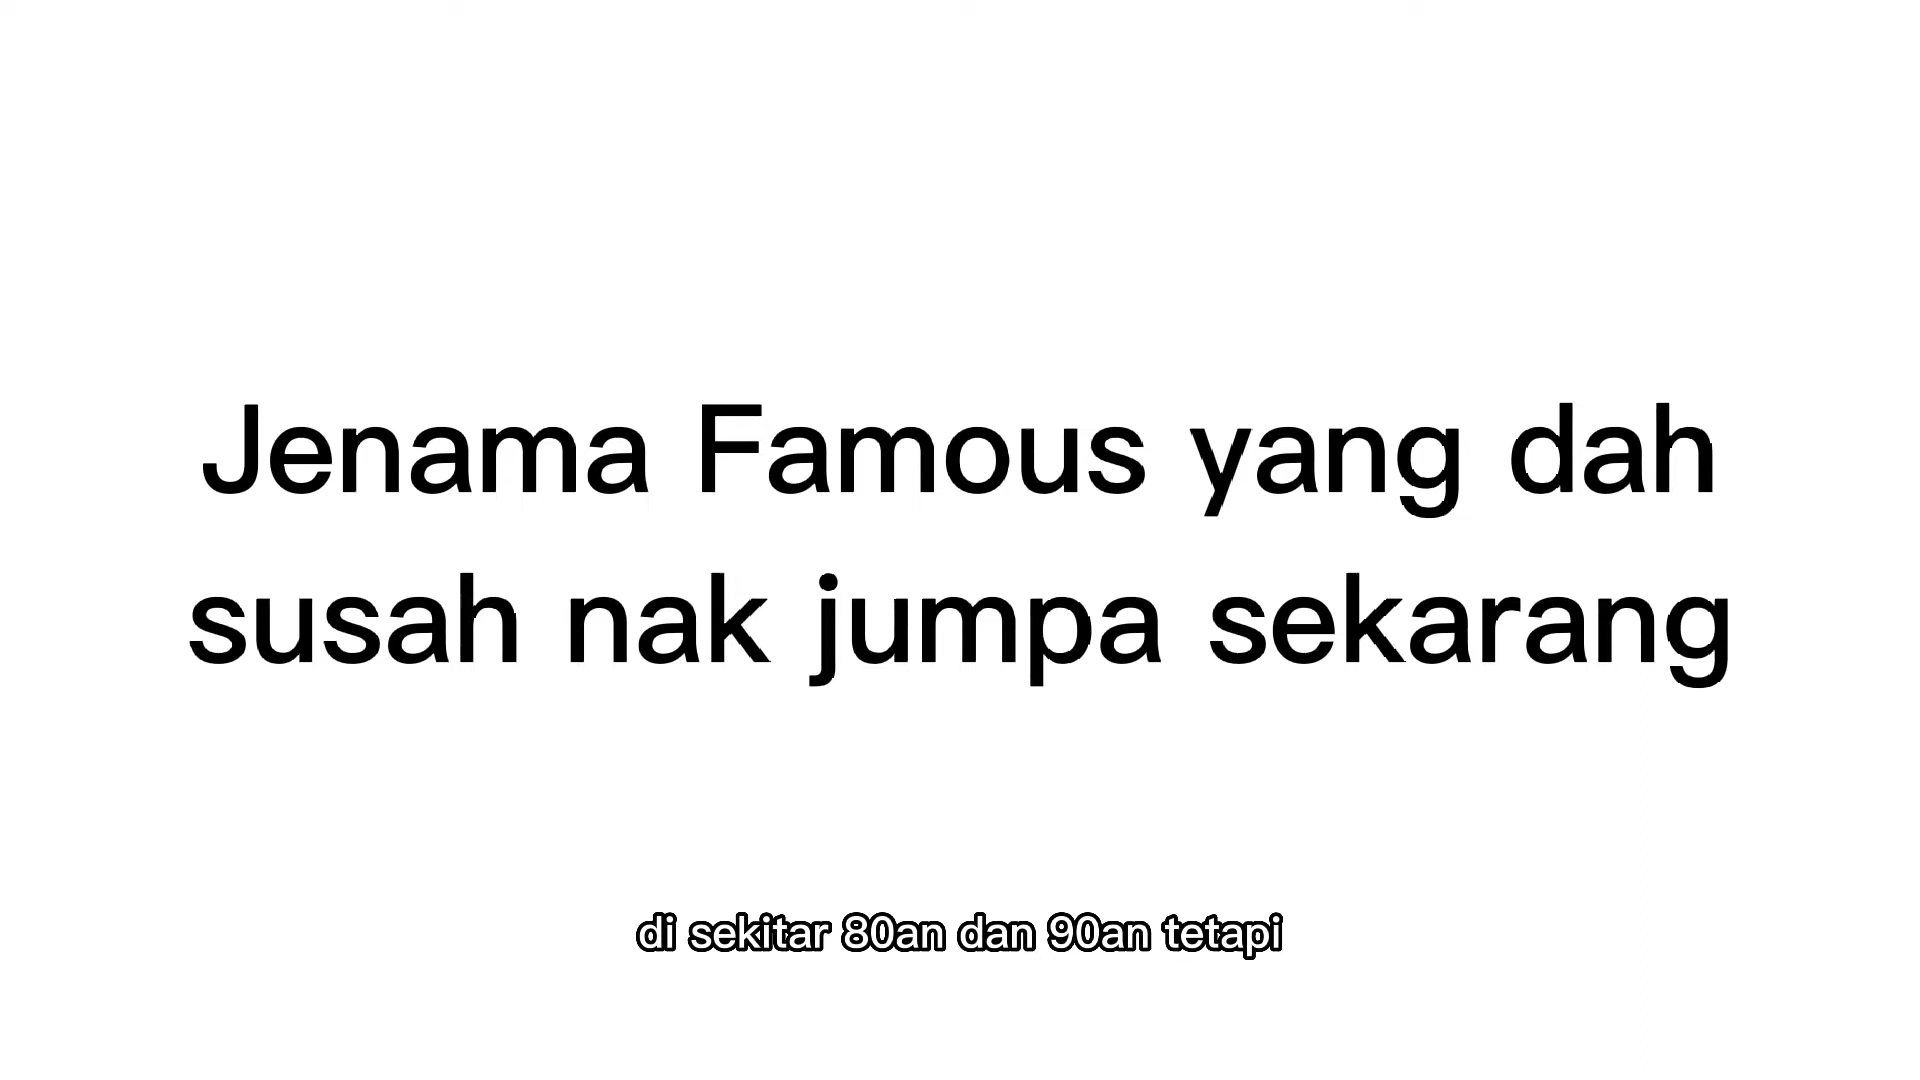 Jenama Famous yang dah
susah nak jumpa sekarang
di sekitar 80an dan 90an tetapi